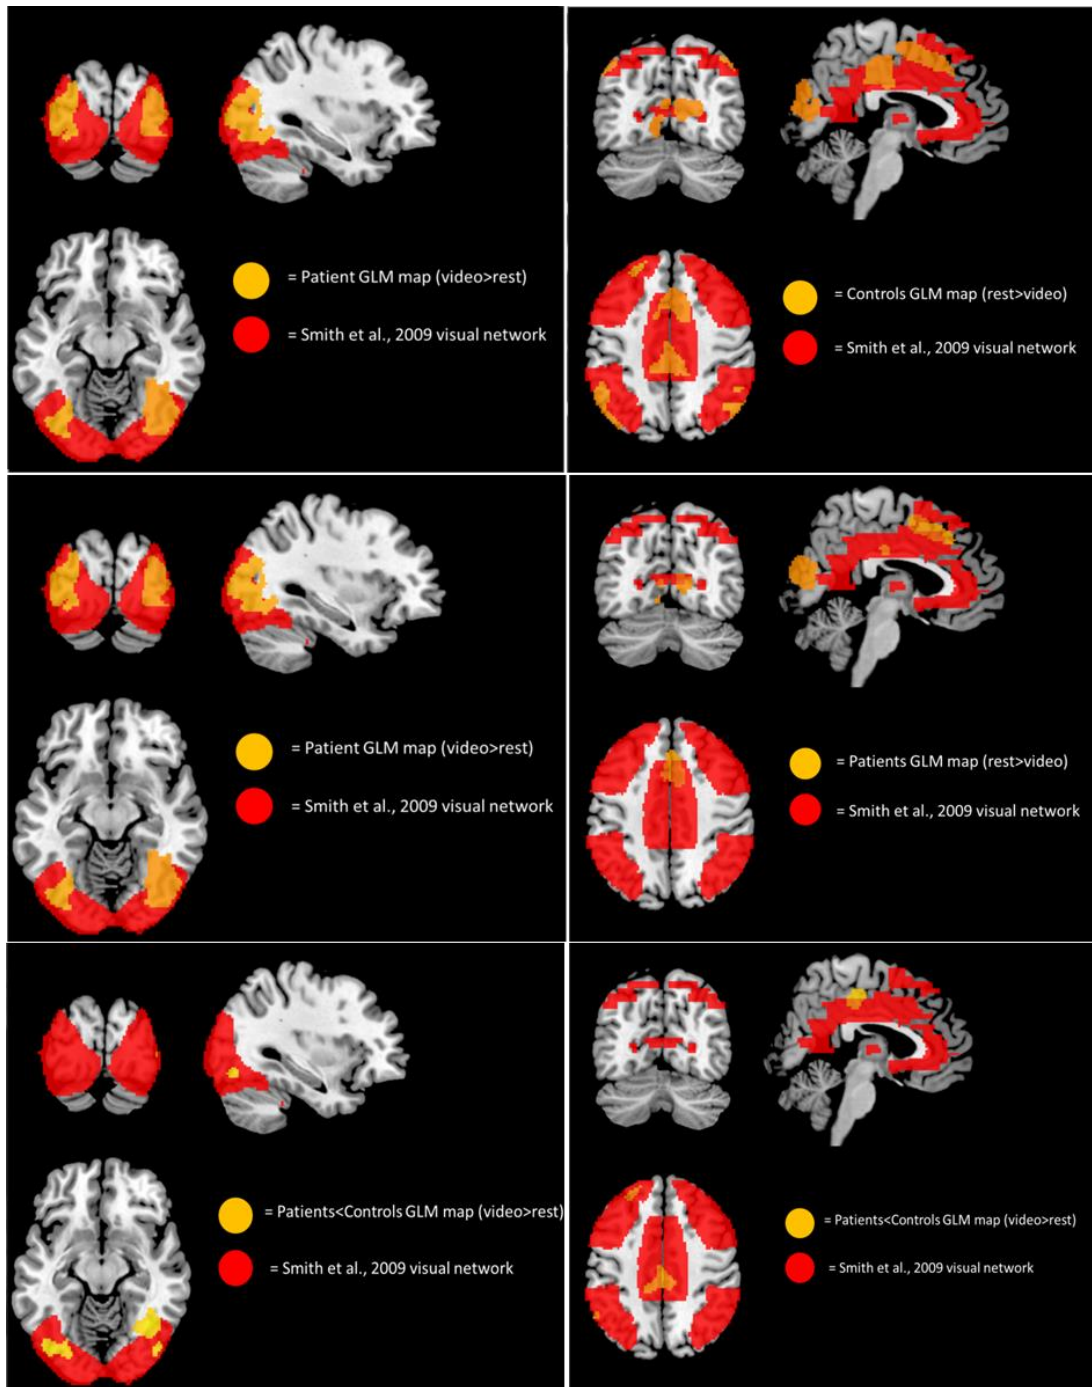 = Patient GLM map (video>rest)
= Smith et al., 2009 visual network
= Controls GLM map (rest>video)
= Smith et al., 2009 visual network
= Patient GLM map (video>rest)
= Smith et al., 2009 visual network
= Patients GLM map (rest>video)
= Smith et al., 2009 visual network
= Patients<Controls GLM map (video>rest)
= Smith et al., 2009 visual network
= Patients<Controls GLM map (video>rest)
= Smith et al., 2009 visual network